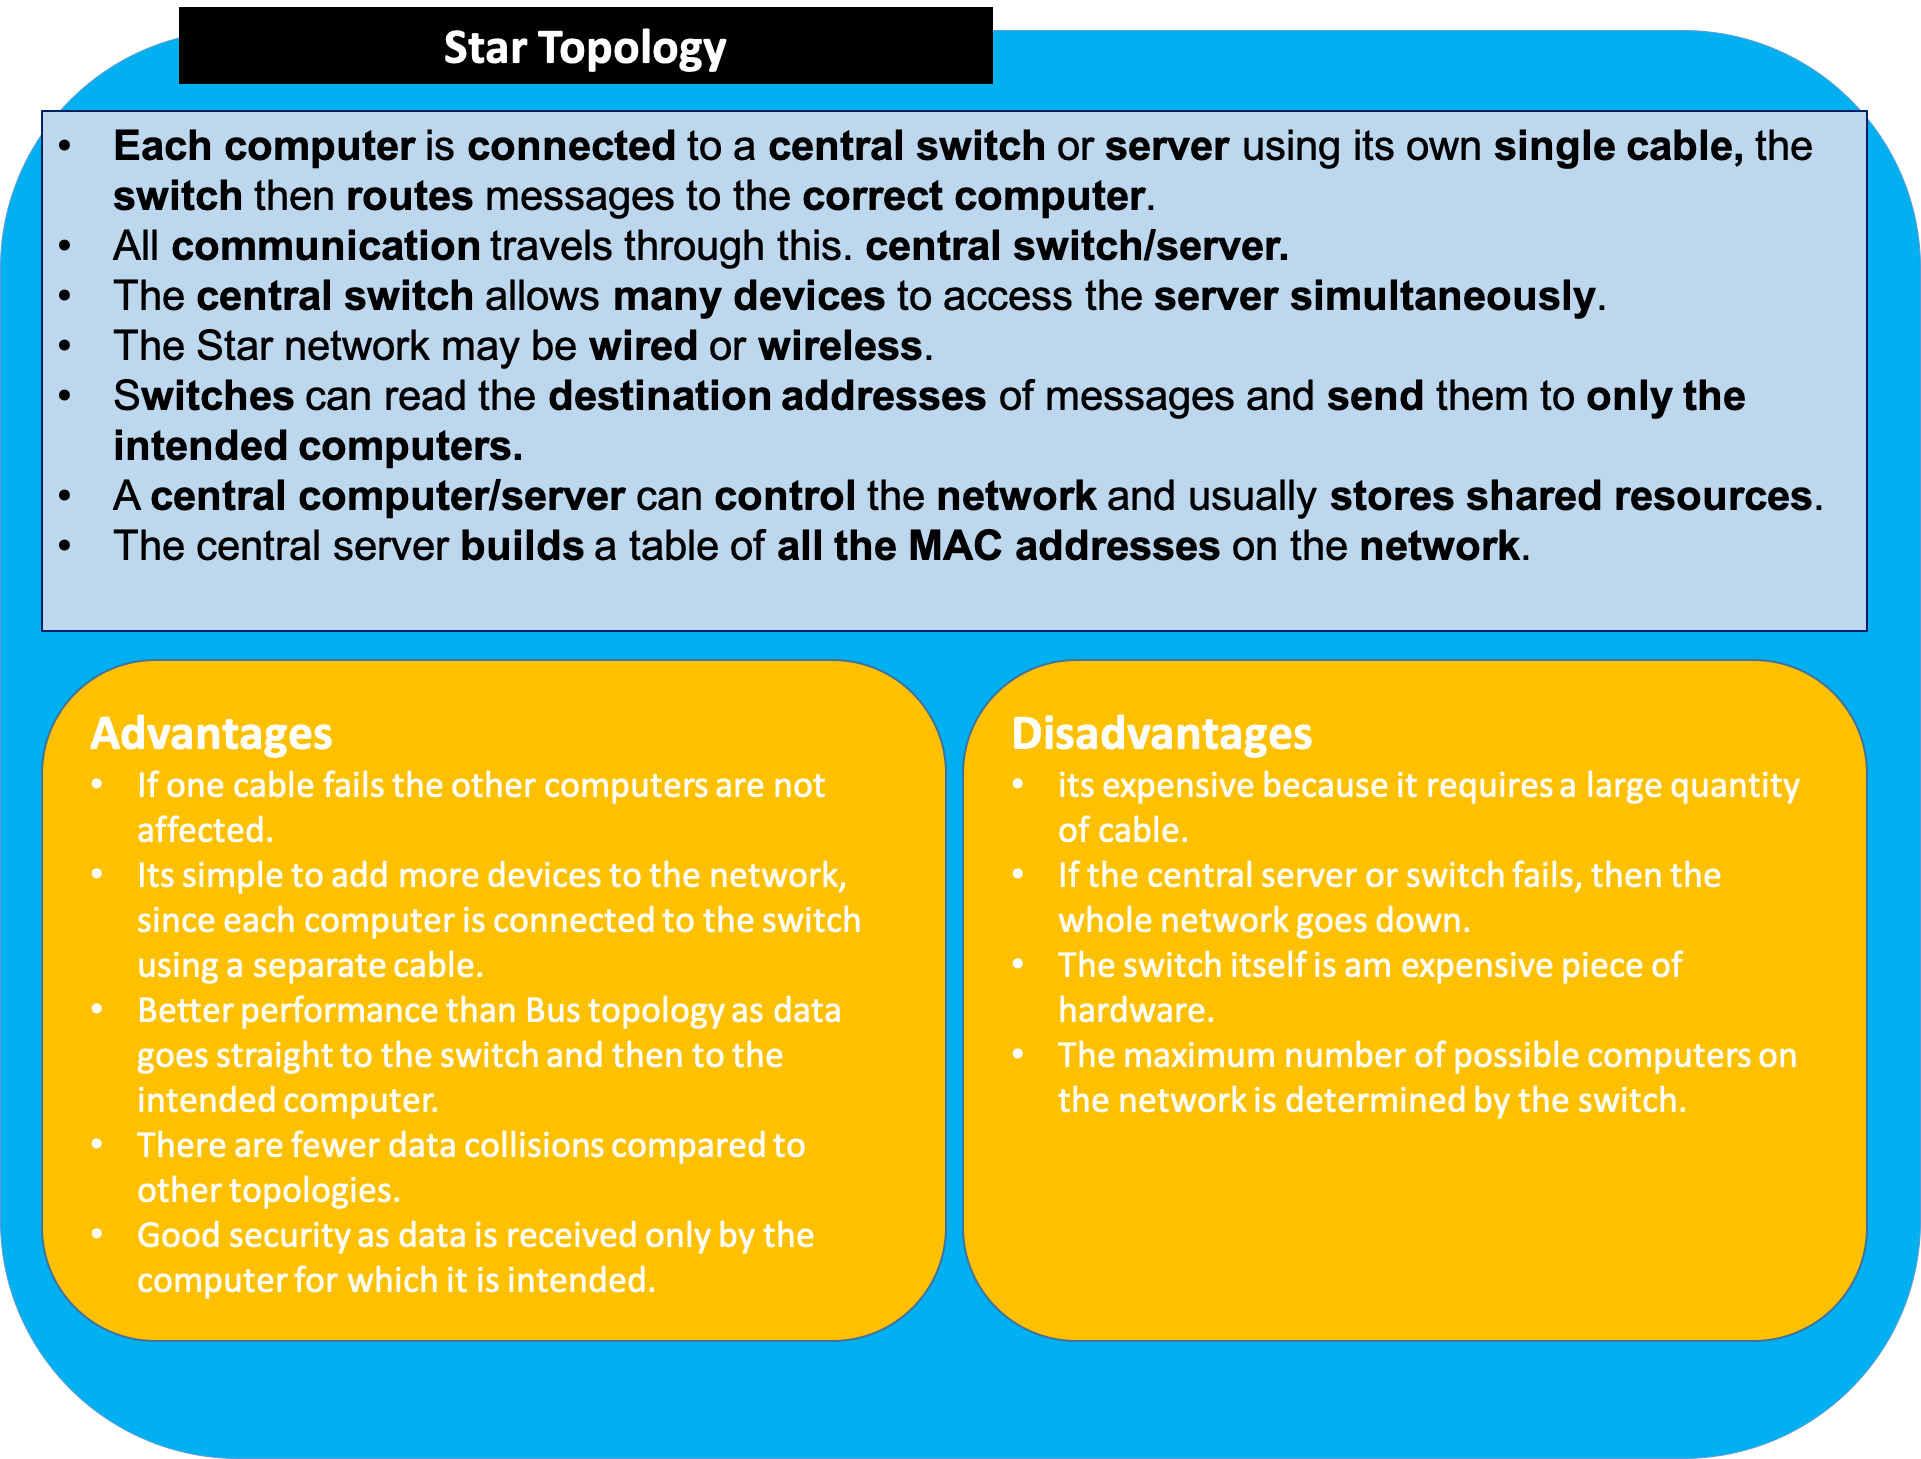 Star Topology
• Each computer is connected to a central switch or server using its own single cable, the
switch then routes messages to the correct computer.
• All communication travels through this. central switch/server.
• The central switch allows many devices to access the server simultaneously.
• The Star network may be wired or wireless.
• Switches can read the destination addresses of messages and send them to only the
intended computers.
• A central computer/server can control the network and usually stores shared resources.
• The central server builds a table of all the MAC addresses on the network.
Advantages
• If one cable fails the other computers are not
affected.
• Its simple to add more devices to the network,
since each computer is connected to the switch
using a separate cable.
• Better performance than Bus topology as data
goes straight to the switch and then to the
intended computer.
• There are fewer data collisions compared to
other topologies.
• Good security as data is received only by the
computer for which it is intended.
Disadvantages
• its expensive because it requires a large quantity
of cable.
• If the central server or switch fails, then the
whole network goes down.
• The switch itself is am expensive piece of
hardware.
• The maximum number of possible computers on
the network is determined by the switch.